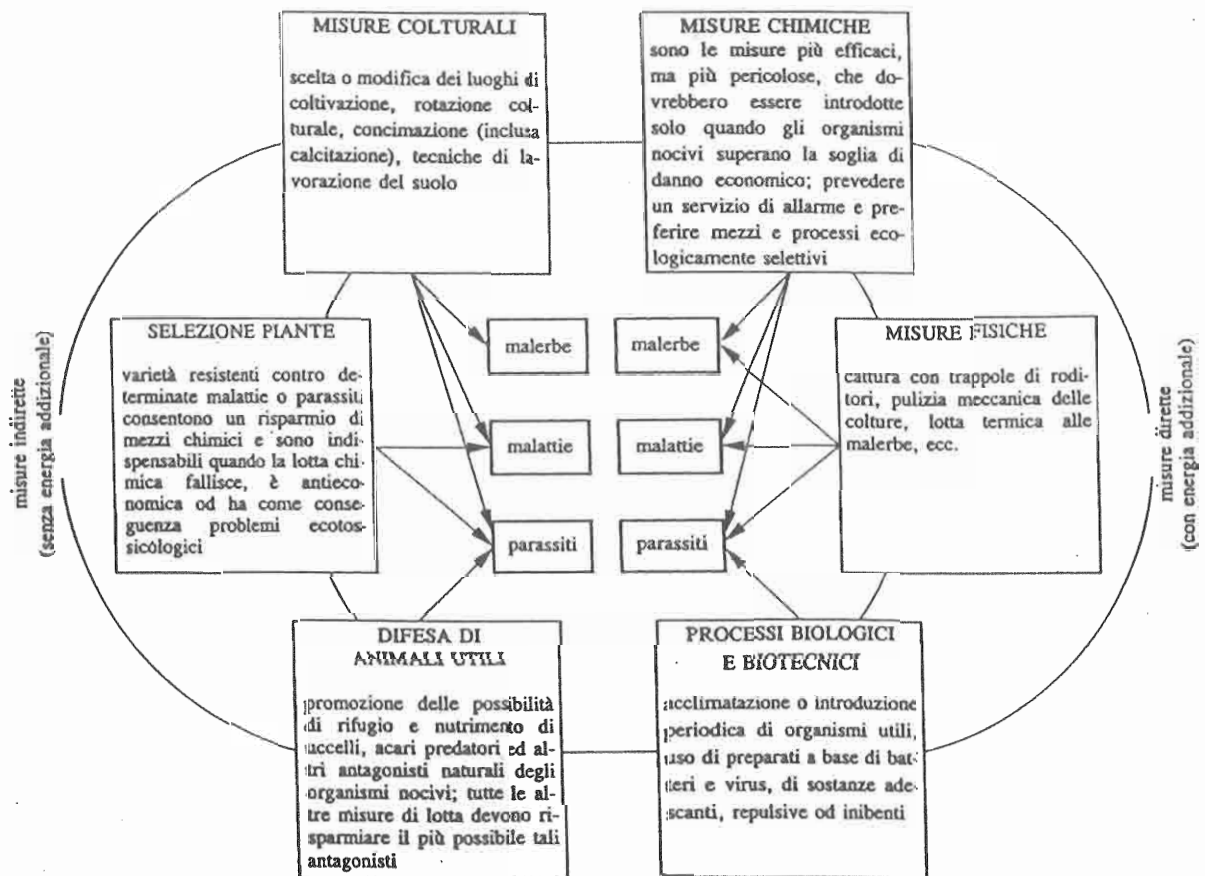 MISURE COLTURALI
scelta o modifica dei luoghi di
coltivazione, rotazione col-
turale, concimazione (inclusa
calcitazione), tecniche di la-
vorazione del suolo
MISURE CHIMICHE
sono le misure più efficaci,
ma più pericolose, che do-
vrebbero essere introdotte
solo quando gli organismi
nocivi superano la soglia di
danno economico; prevedere
un servizio di allarme e pre-
ferire mezzi e processi eco-
logicamente selettivi
misure indirette
(senza energia addizionale)
SELEZIONE PIANTE
varietà resistenti contro de-
terminate malattie o parassiti
consentono un risparmio di
mezzi chimici e sono indi-
spensabili quando la lotta chi-
mica fallisce, è antieco-
nomica od ha come conse-
guenza problemi ecotos-
sicologici
malerbe
malattie
parassiti
malerbe
malattie
parassiti
MISURE FISICHE
cattura con trappole di rodi-
tori, pulizia meccanica delle
colture, lotta termica alle
malerbe, ecc.
misure dirette
(con energia addizionale)
DIFESA DI
ANIMALI UTILI
promozione delle possibilità
di rifugio e nutrimento di
uccelli, acari predatori ed al-
tri antagonisti naturali degli
organismi nocivi; tutte le al-
tre misure di lotta devono ri-
sparmiare il più possibile tali
antagonisti
PROCESSI BIOLOGICI
E BIOTECNICI
acclimatazione o introduzione
periodica di organismi utili,
uso di preparati a base di bat-
teri e virus, di sostanze ade-
scanti, repulsive od inibenti